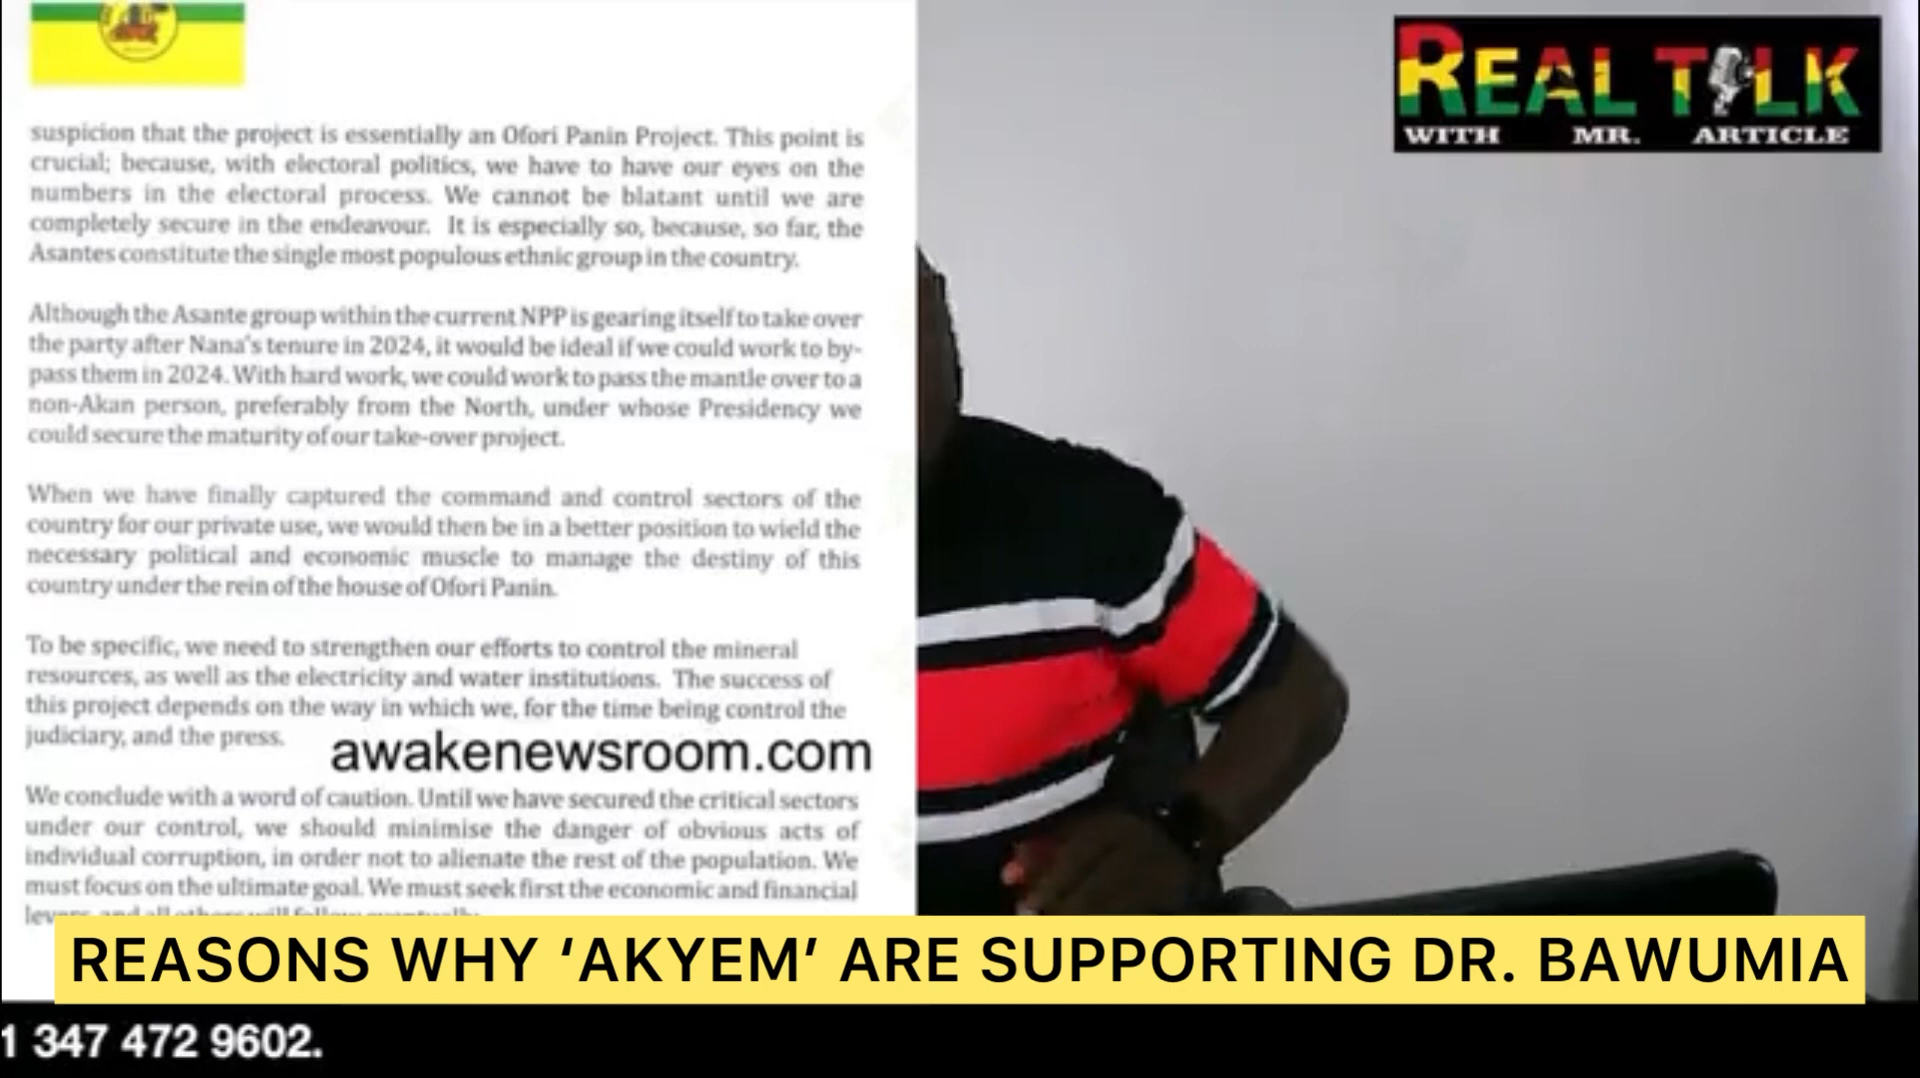 REAL TALK
WITH MR. ARTICLE
suspicion that the project is essentially an Ofori Panin Project. This point is
crucial; because, with electoral politics, we have to have our eyes on the
numbers in the electoral process. We cannot be blatant until we are
completely secure in the endeavour. It is especially so, because, so far, the
Asantes constitute the single most populous ethnic group in the country.
Although the Asante group within the current NPP is gearing itself to take over
the party after Nana's tenure in 2024, it would be ideal if we could work to by-
pass them in 2024. With hard work, we could work to pass the mantle over to a
non-Akan person, preferably from the North, under whose Presidency we
could secure the maturity of our take-over project.
When we have finally captured the command and control sectors of the
country for our private use, we would then be in a better position to wield the
necessary political and economic muscle to manage the destiny of this
country under the rein of the house of Ofori Panin.
To be specific, we need to strengthen our efforts to control the mineral
resources, as well as the electricity and water institutions. The success of
this project depends on the way in which we, for the time being control the
judiciary, and the press.
awakenewsroom.com
We conclude with a word of caution. Until we have secured the critical sectors
under our control, we should minimise the danger of obvious acts of
individual corruption, in order not to alienate the rest of the population. We
must focus on the ultimate goal. We must seek first the economic and financial
REASONS WHY ‘AKYEM’ ARE SUPPORTING DR. BAWUMIA
1 347 472 9602.